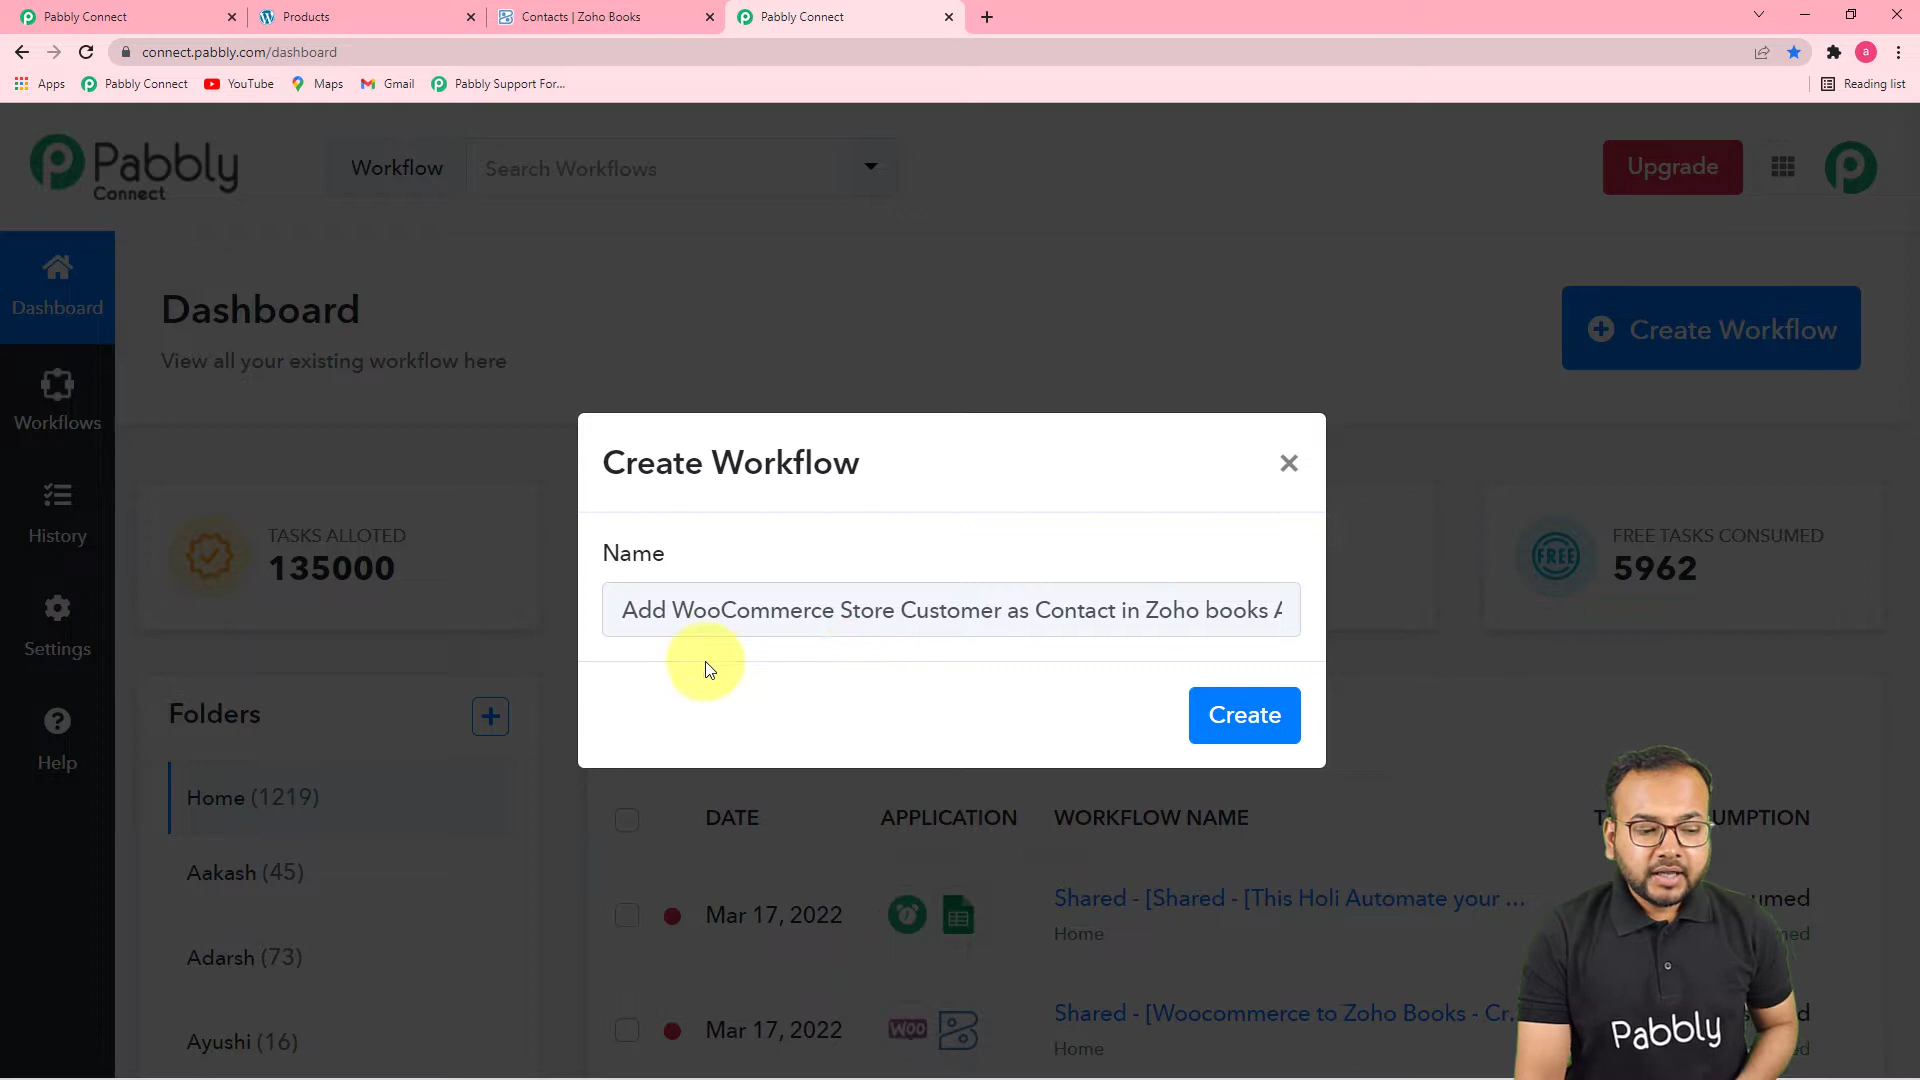 Pabbly Connect
Products
Contacts | Zoho Books
Pabbly Connect
connect.pabbly.com/dashboard
a
Apps
Pabbly Connect
YouTube
Maps
Gmail
Pabbly Support For...
Reading list
Pabbly
Connect
Workflow
Search Workflows
Upgrade
Dashboard
Dashboard
View all your existing workflow here
Create Workflow
Workflows
Create Workflow
History
TASKS ALLOTED
135000
Name
Add WooCommerce Store Customer as Contact in Zoho books A
FREE
FREE TASKS CONSUMED
5962
Settings
Create
Folders
Help
Home (1219)
DATE
APPLICATION
WORKFLOW NAME
Aakash (45)
Mar 17, 2022
Shared - [Shared - [This Holi Automate your ...
Home
Adarsh (73)
Mar 17, 2022
WOO
Shared - [Woocommerce to Zoho Books - Cr...
Home
Ayushi (16)
Pabbly